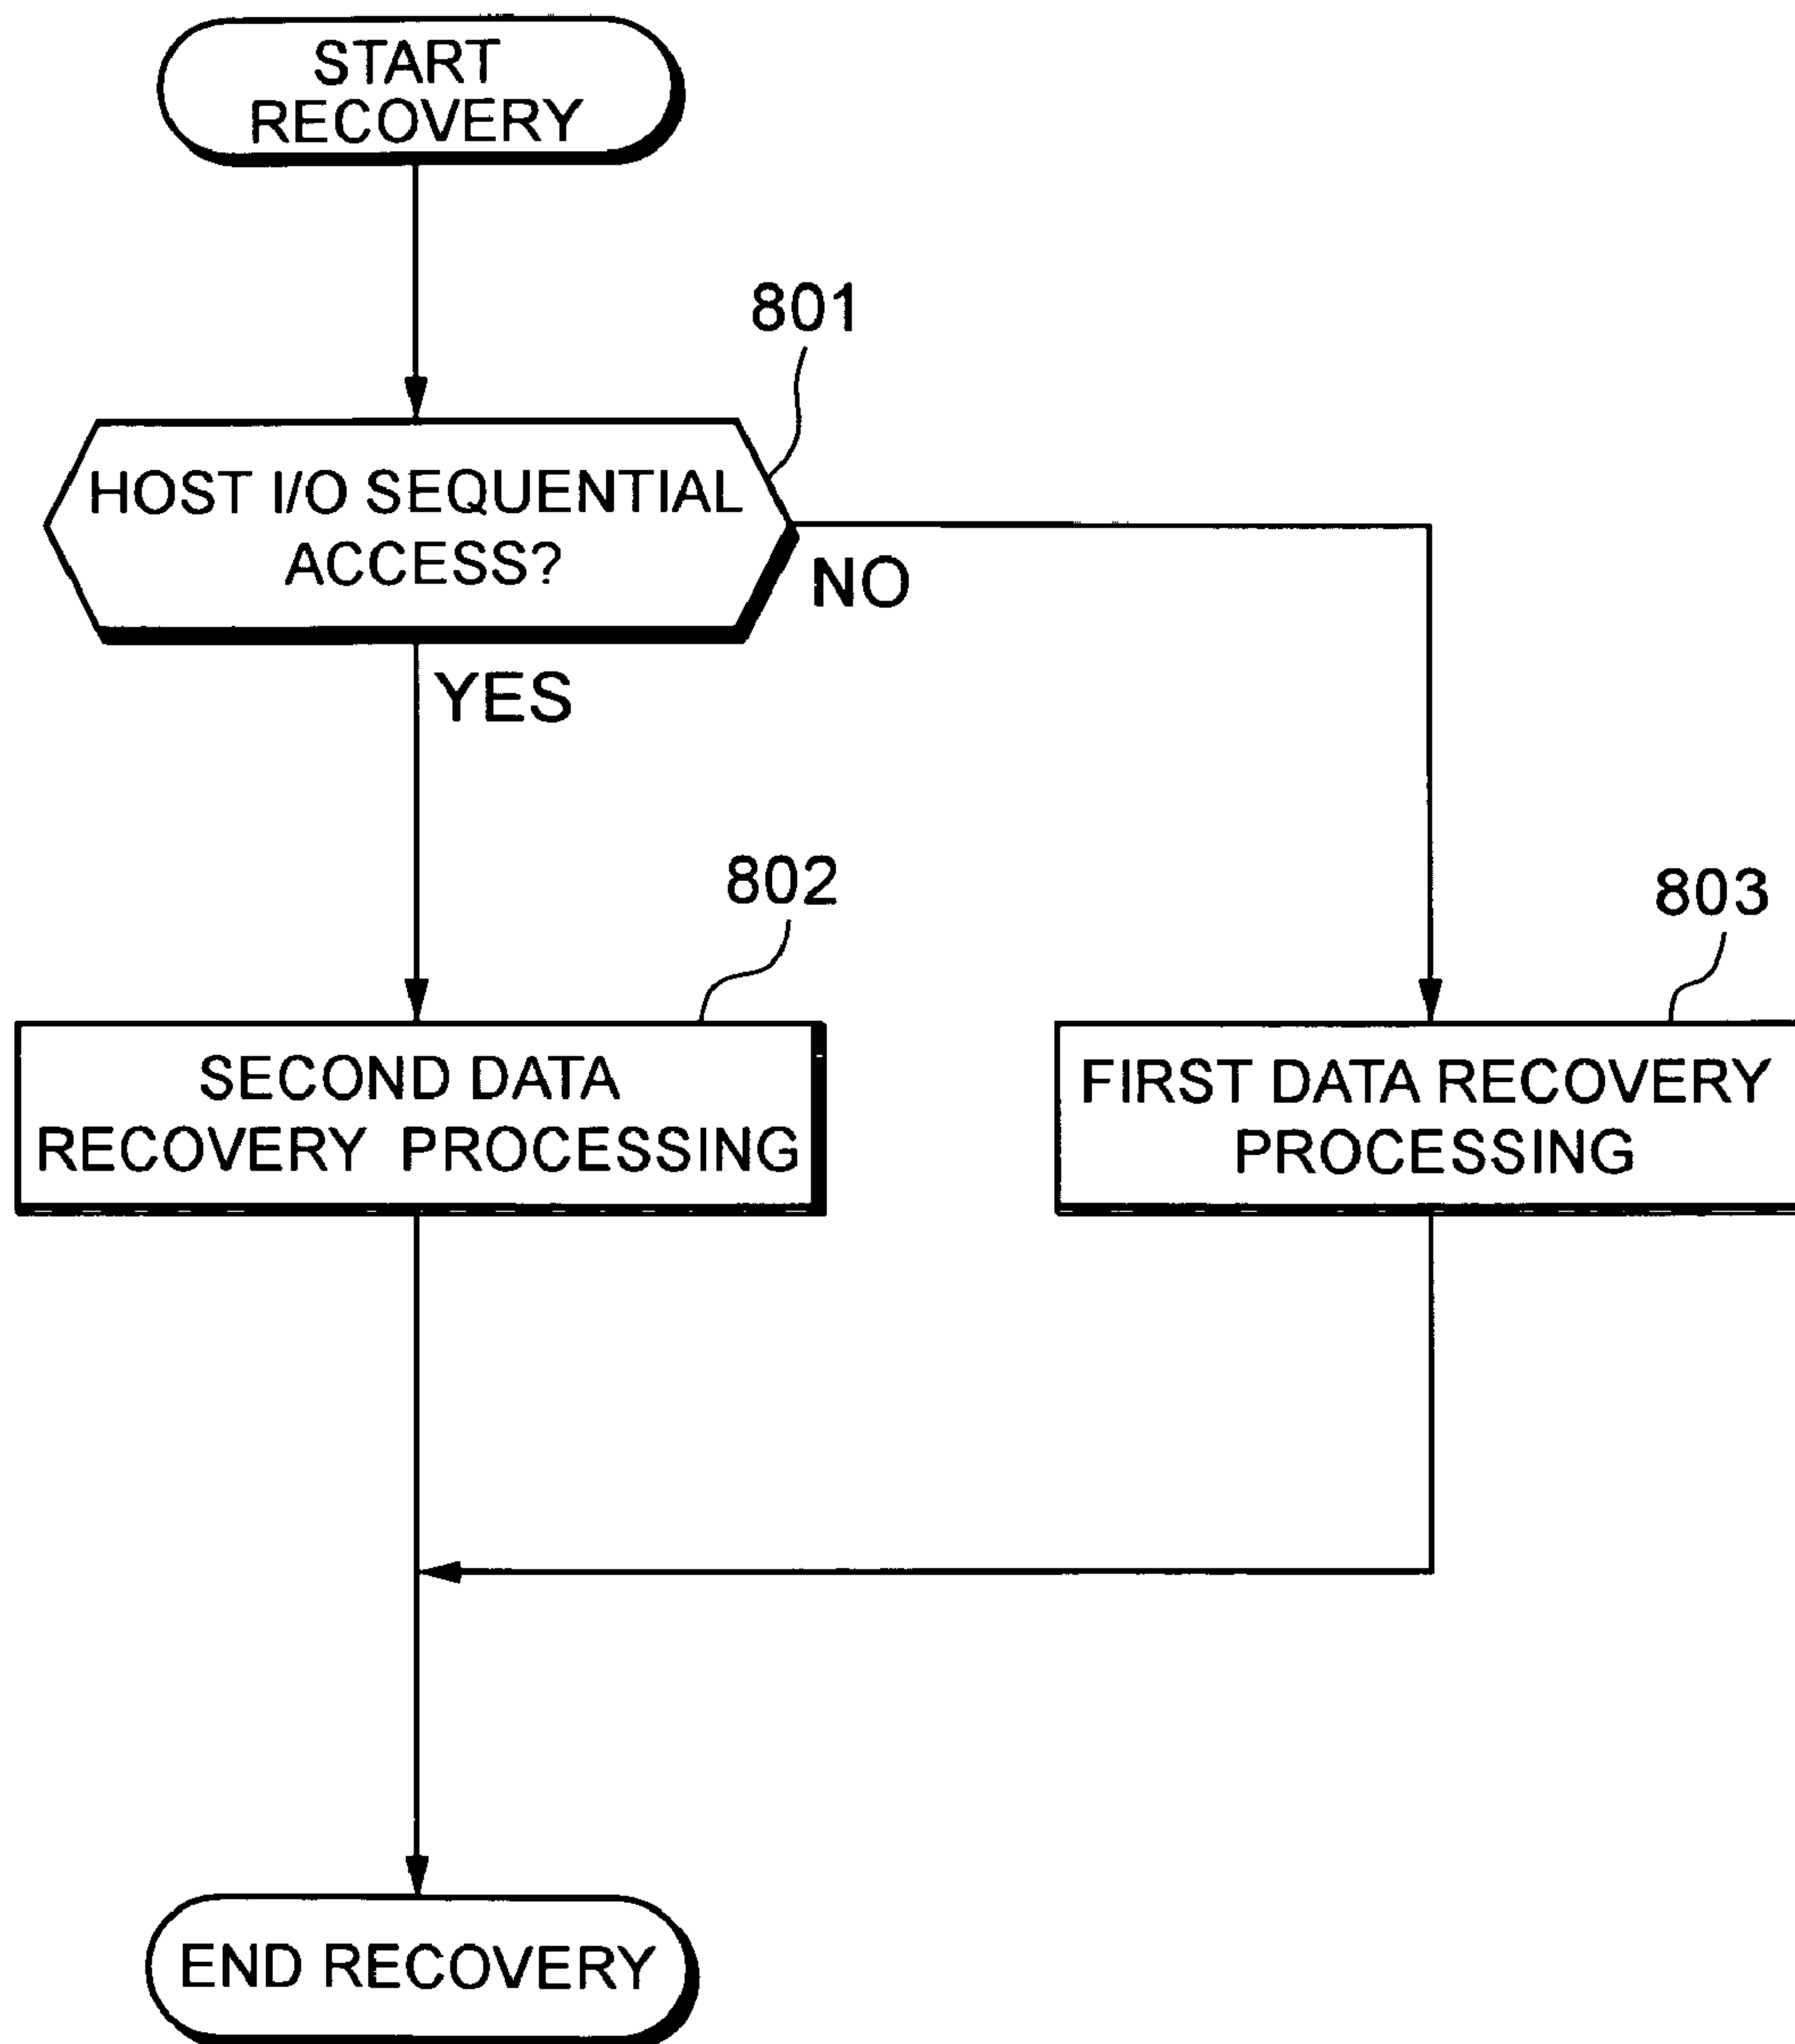 START
RECOVERY
801
HOST I/O SEQUENTIAL
ACCESS?
NO
YES
802
803
SECOND DATA
RECOVERY PROCESSING
FIRST DATA RECOVERY
PROCESSING
END RECOVERY